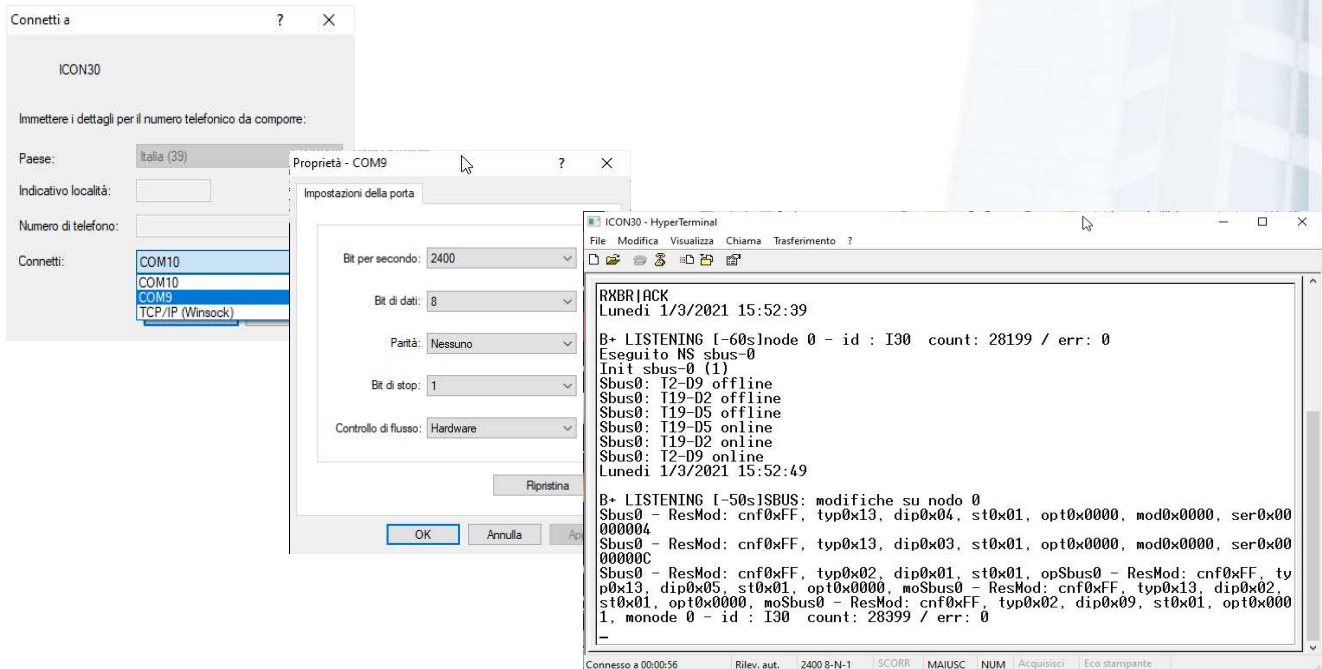 Connetti a
ICON30
Immettere i dettagli per il numero telefonico da comporre:
Paese: Italia (39)
Indicativo località:
Numero di telefono:
Connetti: COM10
COM10
COM9
TCP/IP (Winsock)
Proprietà - COM9
Impostazioni della porta
Bit per secondo: 2400
Bit di dati: 8
Parità: Nessuno
Bit di stop: 1
Controllo di flusso: Hardware
Ripristina
OK Annulla
ICON30 - HyperTerminal
File Modifica Visualizza Chiama Trasferimento ?
RXBR|ACK
Lunedi 1/3/2021 15:52:39
B+ LISTENING [-60s]node 0 - id : I30 count: 28199 / err: 0
Eseguito NS sbus-0
Init sbus-0 (1)
Sbus0: T2-D9 offline
Sbus0: T19-D2 offline
Sbus0: T19-D5 offline
Sbus0: T19-D5 online
Sbus0: T19-D2 online
Sbus0: T2-D9 online
Lunedi 1/3/2021 15:52:49
B+ LISTENING [-50s]SBUS: modifiche su nodo 0
Sbus0 - ResMod: cnf0xFF, typ0x13, dip0x04, st0x01, opt0x0000, mod0x0000, ser0x00
000004
Sbus0 - ResMod: cnf0xFF, typ0x13, dip0x03, st0x01, opt0x0000, mod0x0000, ser0x00
00000C
Sbus0 - ResMod: cnf0xFF, typ0x02, dip0x01, st0x01, opSbus0 - ResMod: cnf0xFF, ty
p0x13, dip0x05, st0x01, opt0x0000, moSbus0 - ResMod: cnf0xFF, typ0x13, dip0x02,
st0x01, opt0x0000, moSbus0 - ResMod: cnf0xFF, typ0x02, dip0x09, st0x01, opt0x000
1, monode 0 - id : I30 count: 28399 / err: 0
Connesso a 00:00:56 Rilev. aut. 2400 8-N-1 SCORR MAIUSC NUM Acquisisci Eco stampante